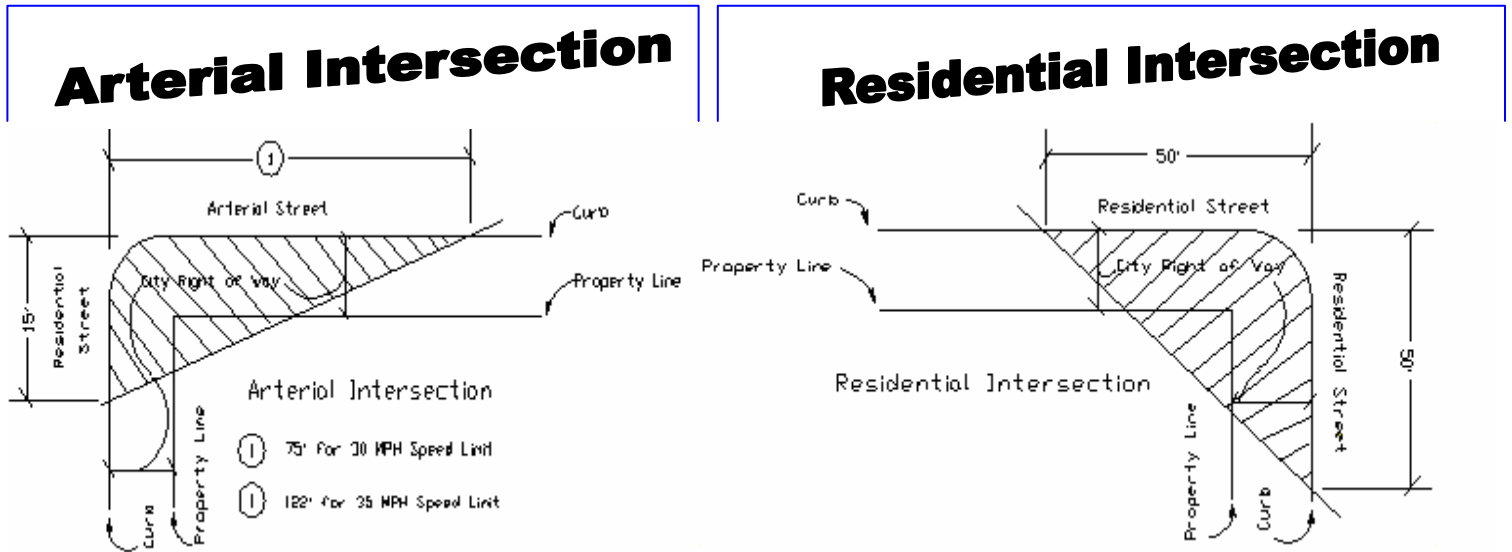 Arterial Intersection
1
Arterial Street
Curb
City Right of Way
Property Line
15'
Residential
Street
Arterial Intersection
1 75' for 30 MPH Speed Limit
1 122' for 35 MPH Speed Limit
Property Line
Curb
Residential Intersection
50'
Curb
Residential Street
Property Line
City Right of Way
Residential Street
50'
Residential Intersection
Property Line
Curb